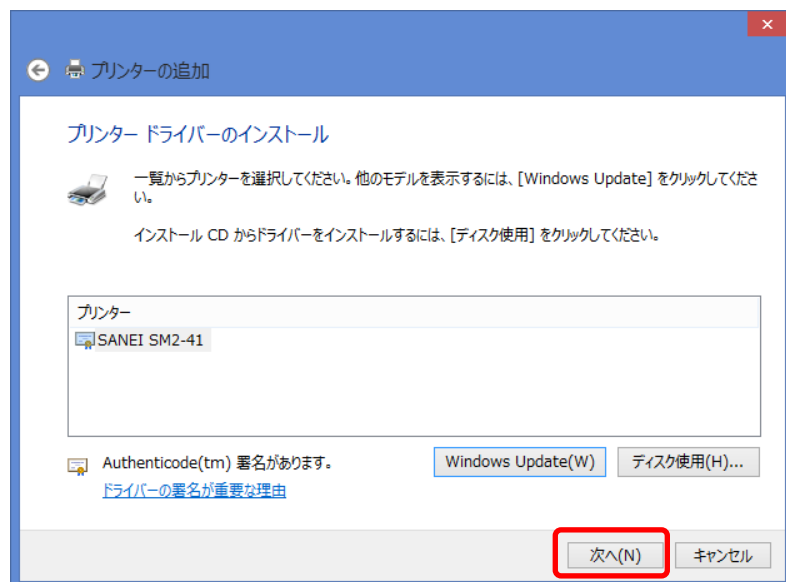 プリンターの追加
プリンター ドライバーのインストール
一覧からプリンターを選択してください。他のモデルを表示するには、[Windows Update] をクリックしてくださ
い。
インストール CD からドライバーをインストールするには、[ディスク使用] をクリックしてください。
プリンター
SANEI SM2-41
Authenticode(tm) 署名があります。
Windows Update(W)
ディスク使用(H)...
ドライバーの署名が重要な理由
次へ(N)
キャンセル